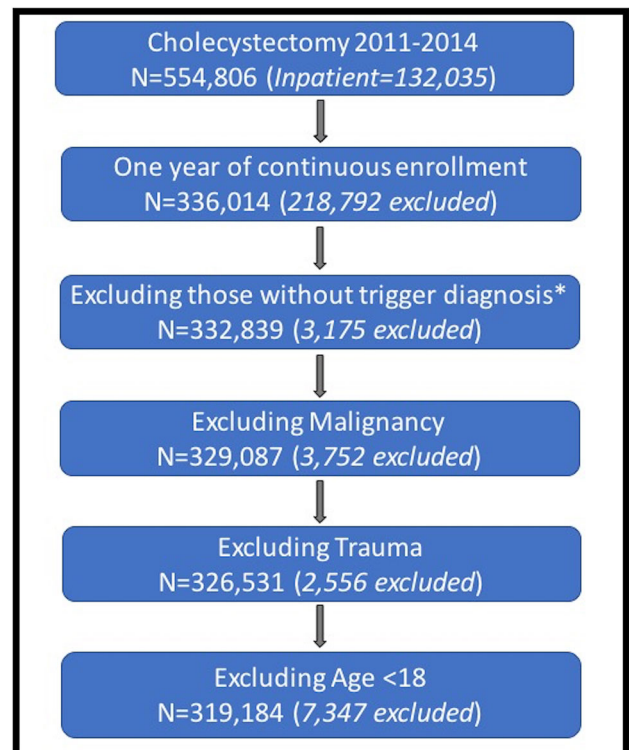 Cholecystectomy 2011-2014
N=554,806 (Inpatient=132,035)
One year of continuous enrollment
N=336,014 (218,792 excluded)
Excluding those without trigger diagnosis*
N=332,839 (3,175 excluded)
Excluding Malignancy
N=329,087 (3,752 excluded)
Excluding Trauma
N=326,531 (2,556 excluded)
Excluding Age <18
N=319,184 (7,347 excluded)